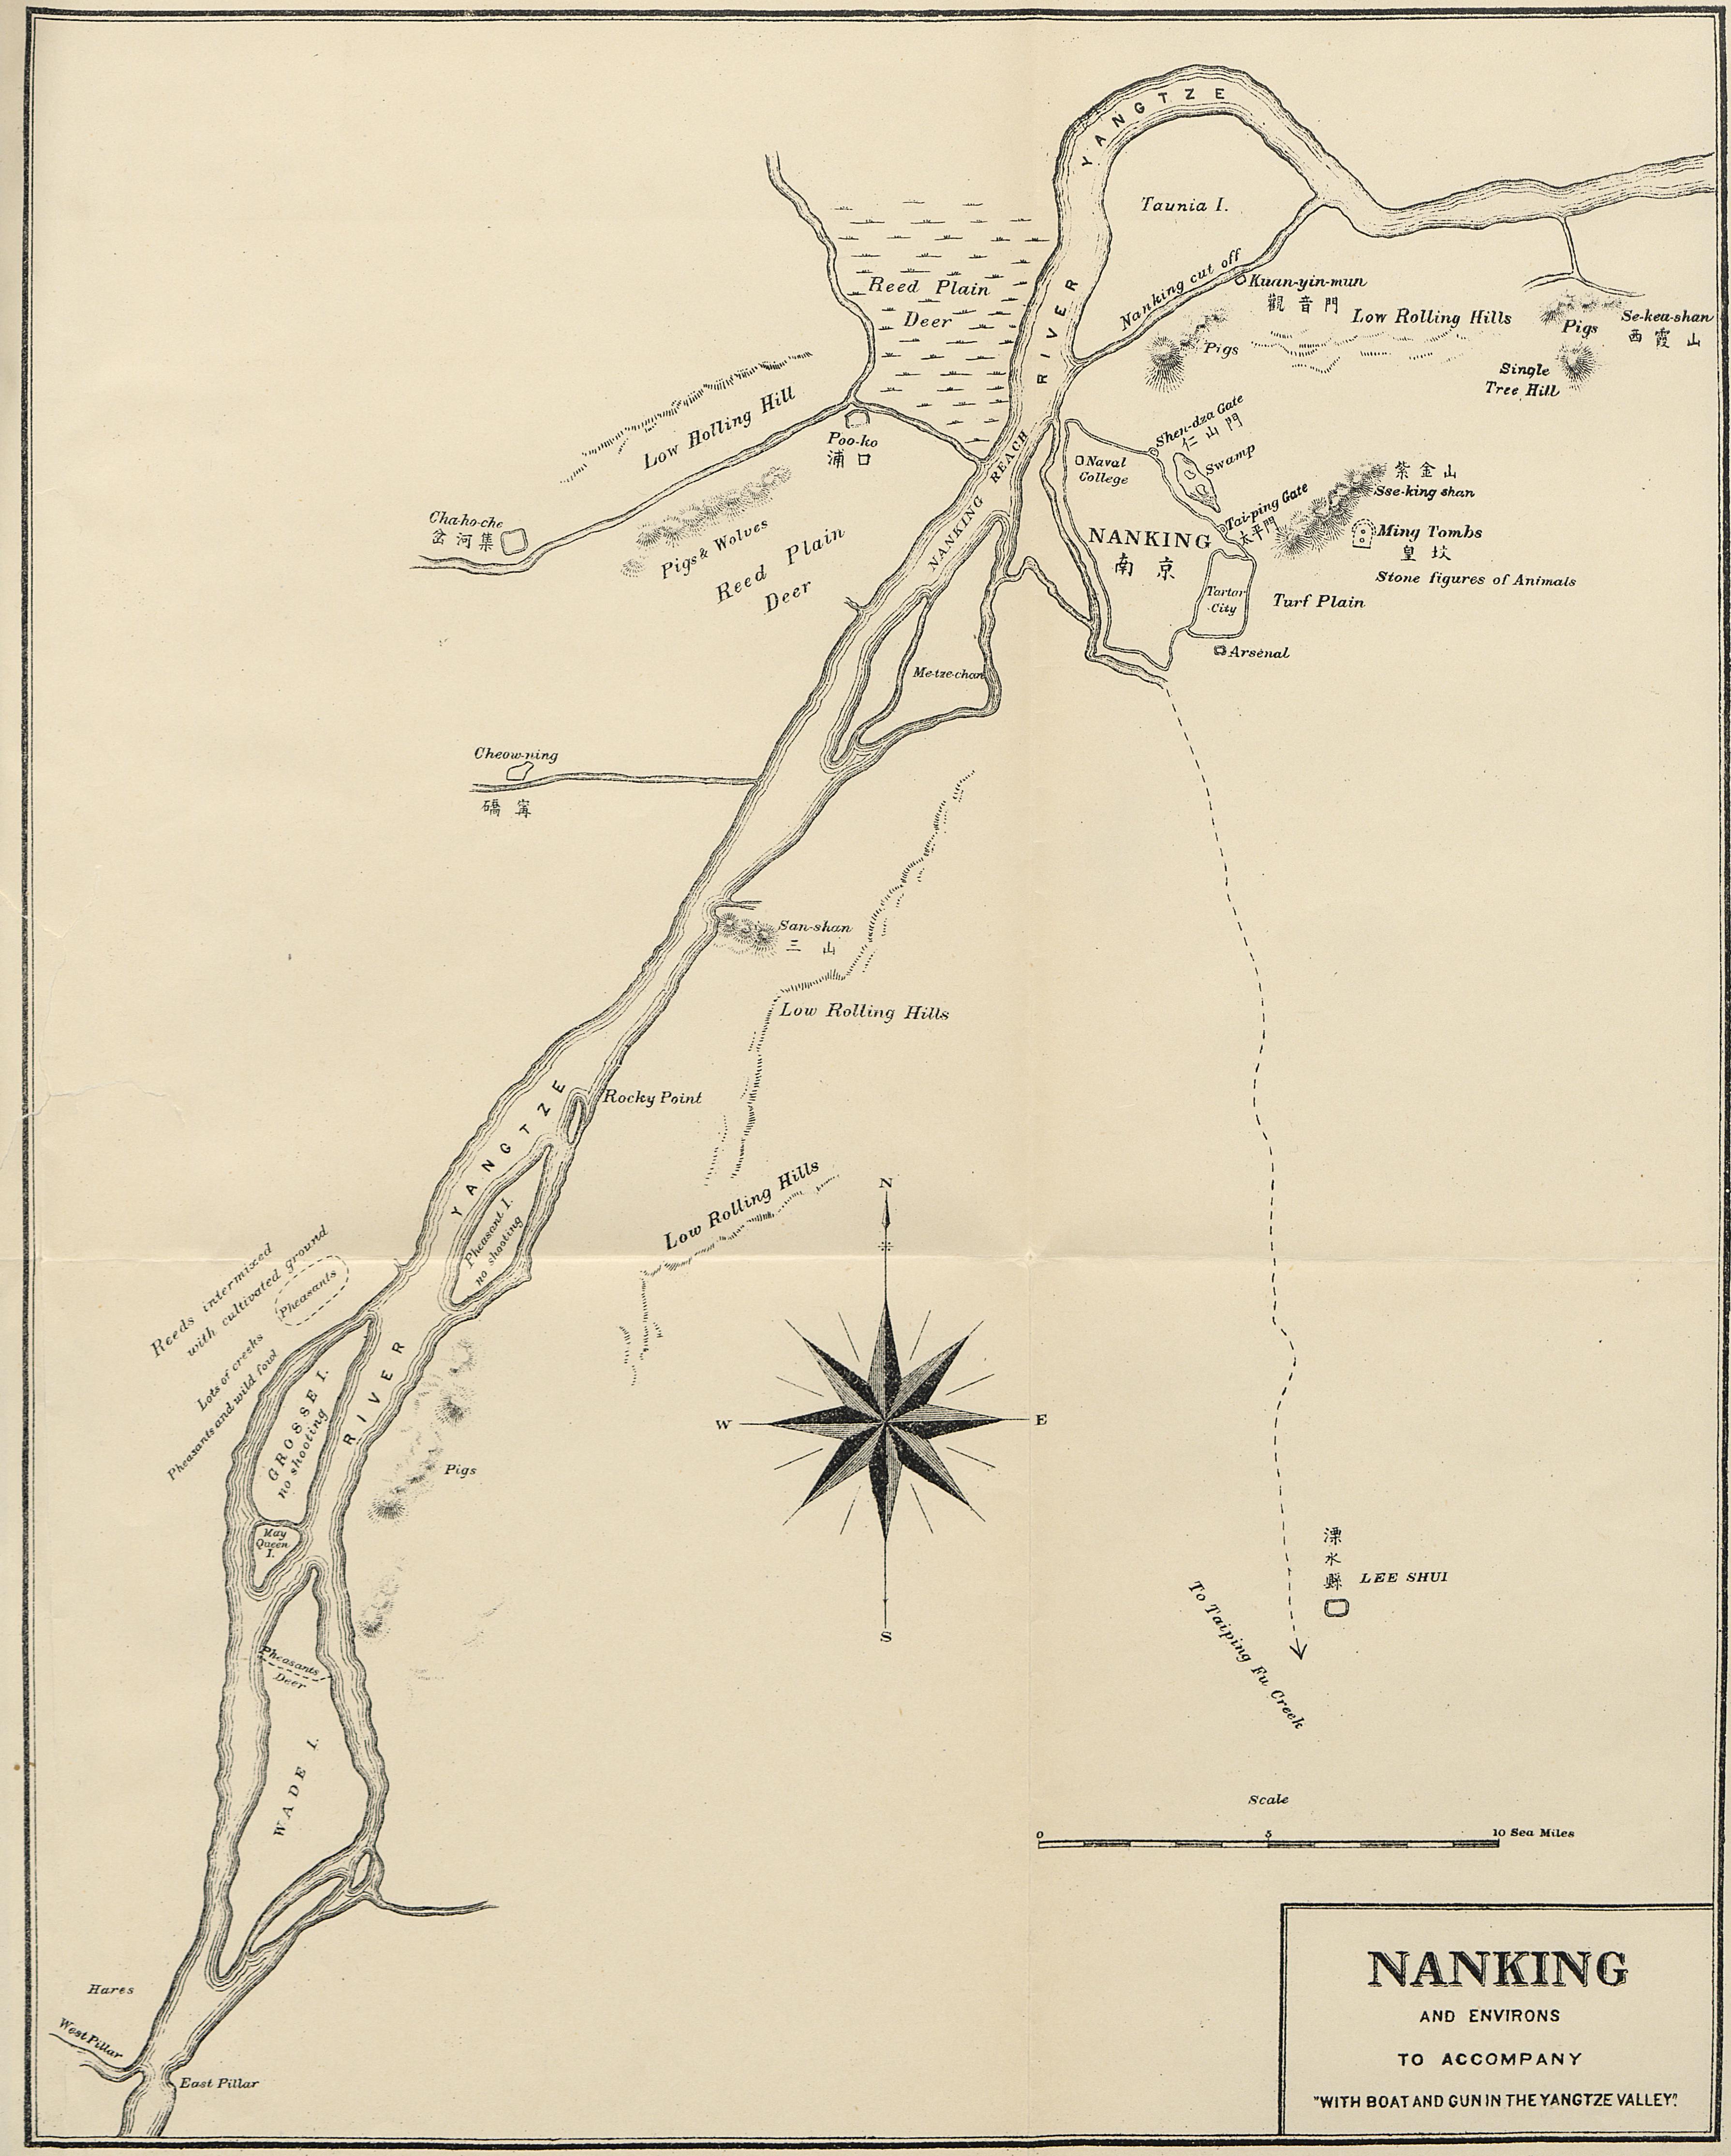 YANGTZE
RIVER
Taunia I.
Nanking cut off
Kuan-yin-mun
觀音門
Low Rolling Hills
Pigs
Se-kea-shan
西霞山
Pigs
Single
Tree Hill
Reed Plain
Deer
Low Rolling Hill
Poo-ko
浦口
Shen-dza Gate
仁山門
Swamp
Naval
College
NANKING REACH
紫金山
Sse-king shan
Cha-ho-che
岔河集
Pigs & Wolves
Reed Plain
Deer
Tai-ping Gate
太平門
NANKING
南京
Ming Tombs
皇坟
Stone figures of Animals
Tartar
City
Turf Plain
Arsenal
Me-tze-chan
Cheow-ning
礄寗
San-shan
三山
Low Rolling Hills
Rocky Point
YANGTZE
RIVER
Low Rolling Hills
Pheasant I.
no shooting
Reeds intermixed
with cultivated ground
Pheasants
Lots of creeks
Pheasants and wild fowl
GROSSE I.
no shooting
Pigs
May
Queen
I.
Pheasants
Deer
WADE I.
N
W
E
S
溧水縣
LEE SHUI
To Taiping Fu Creek
Scale
0 5 10 Sea Miles
Hares
West Pillar
East Pillar
NANKING
AND ENVIRONS
TO ACCOMPANY
"WITH BOAT AND GUN IN THE YANGTZE VALLEY."